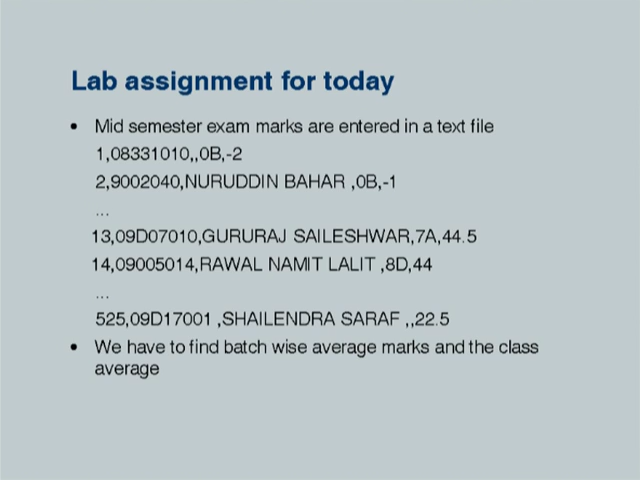 Lab assignment for today
• Mid semester exam marks are entered in a text file
1,08331010,,0B,-2
2,9002040,NURUDDIN BAHAR ,0B,-1
...
13,09D07010,GURURAJ SAILESHWAR,7A,44.5
14,09005014,RAWAL NAMIT LALIT ,8D,44
...
525,09D17001 ,SHAILENDRA SARAF ,,22.5
• We have to find batch wise average marks and the class
average